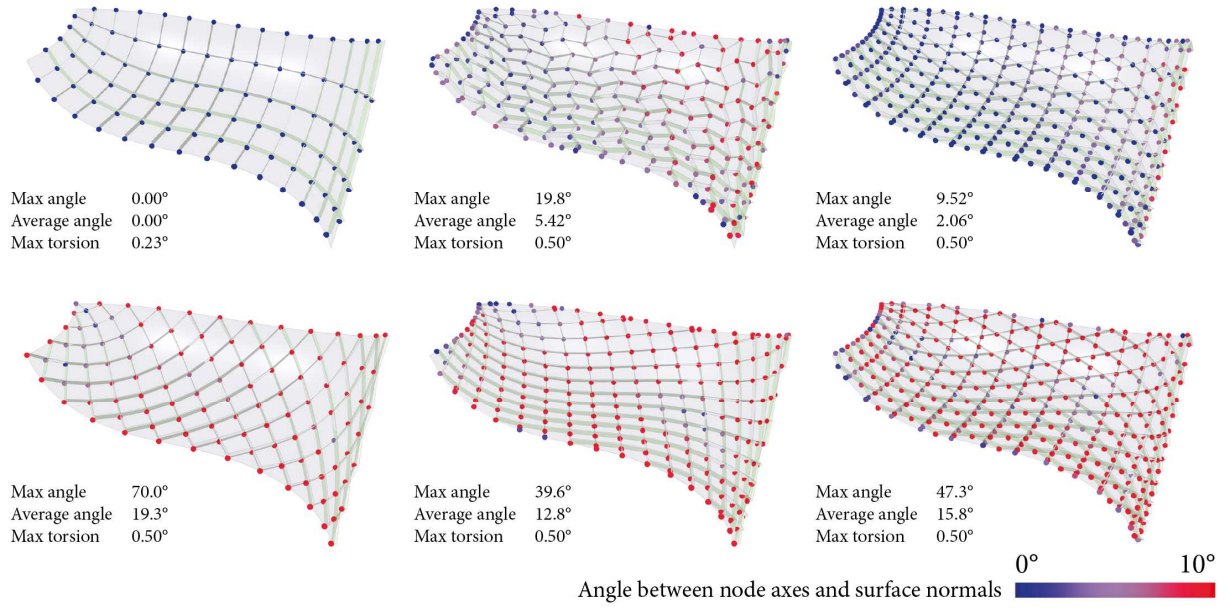 Max angle 0.00°
Average angle 0.00°
Max torsion 0.23°
Max angle 19.8°
Average angle 5.42°
Max torsion 0.50°
Max angle 9.52°
Average angle 2.06°
Max torsion 0.50°
Max angle 70.0°
Average angle 19.3°
Max torsion 0.50°
Max angle 39.6°
Average angle 12.8°
Max torsion 0.50°
Max angle 47.3°
Average angle 15.8°
Max torsion 0.50°
0° 10°
Angle between node axes and surface normals